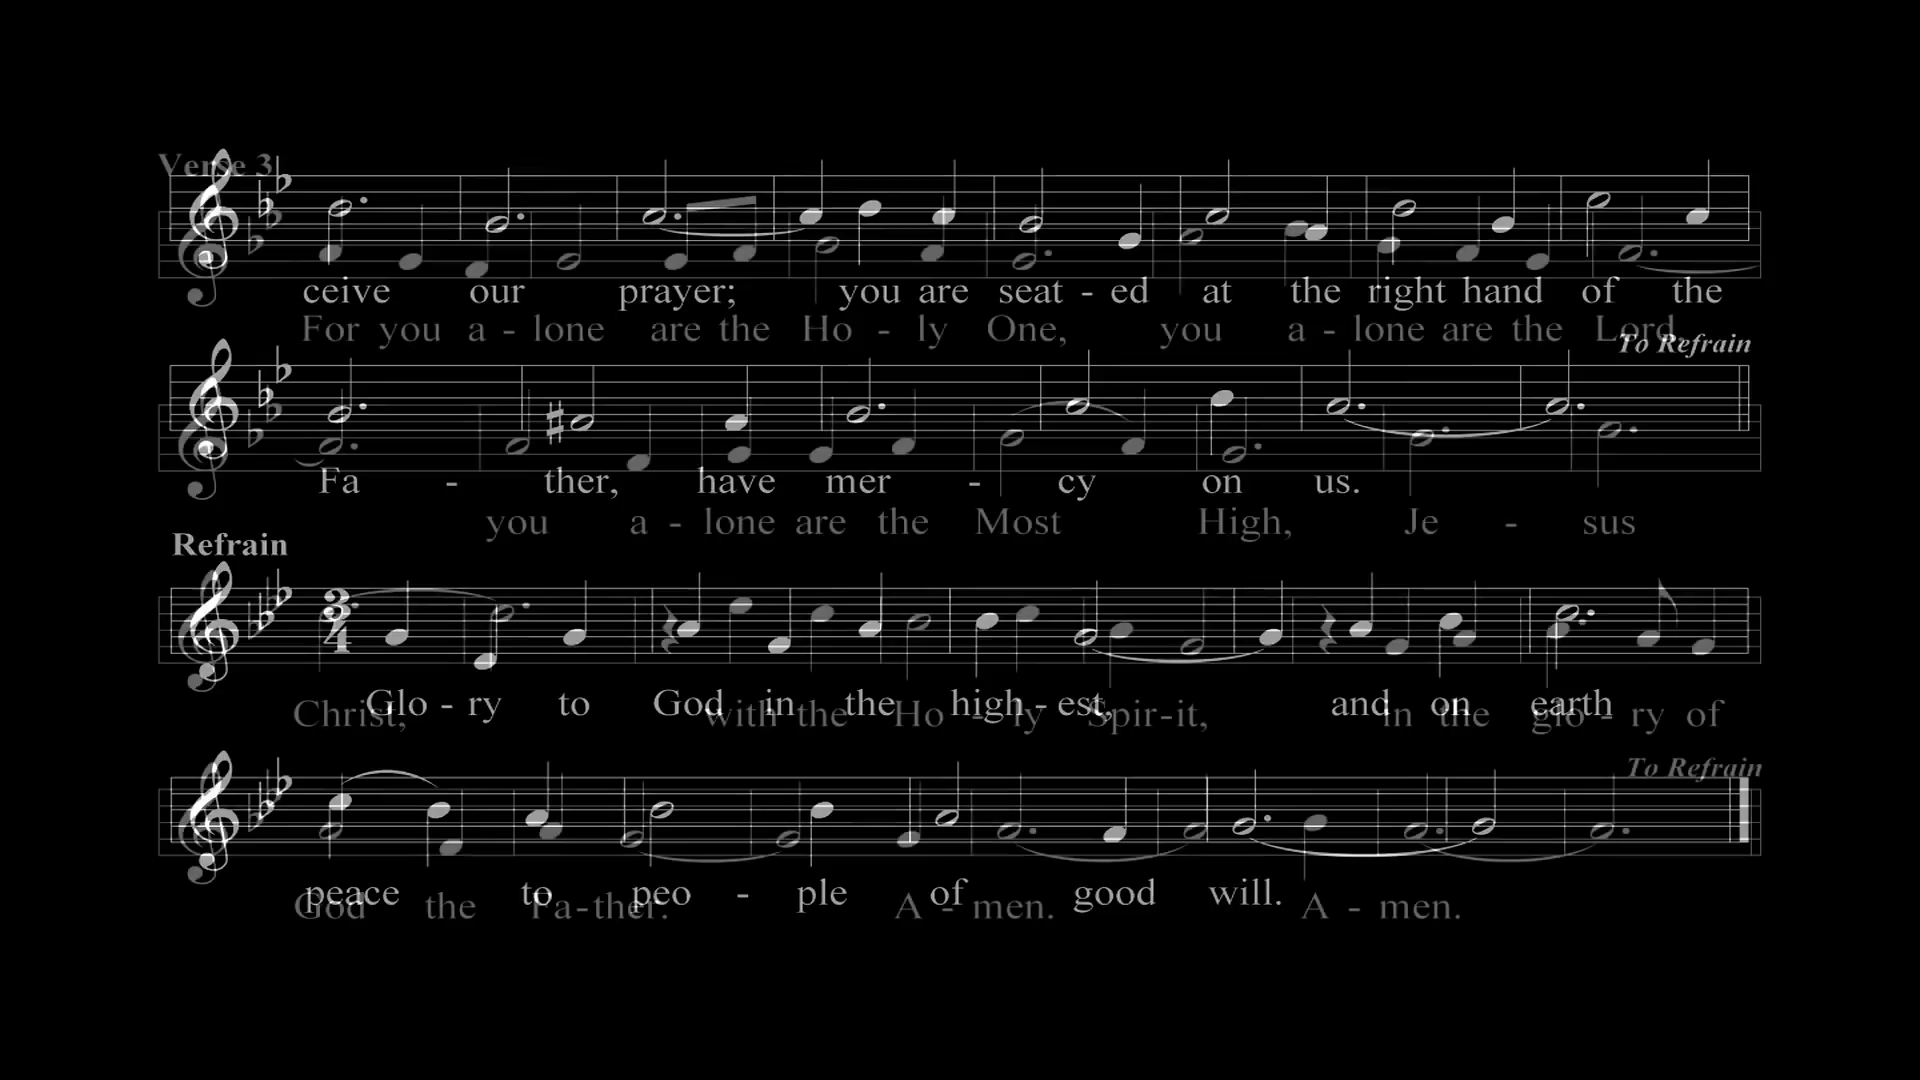 Verse 3
ceive our prayer; you are seat - ed at the right hand of the
For you a - lone are the Ho - ly One, you a - lone are the Lord,
To Refrain
Fa - ther, have mer - cy on us.
you a - lone are the Most High, Je - sus
Refrain
3 4
Glo - ry to God in the high - est, and on earth
Christ, with the Ho - ly Spir - it, in the glo - ry of
To Refrain
peace to peo - ple of good will.
God the Fa - ther. A - men. A - men.